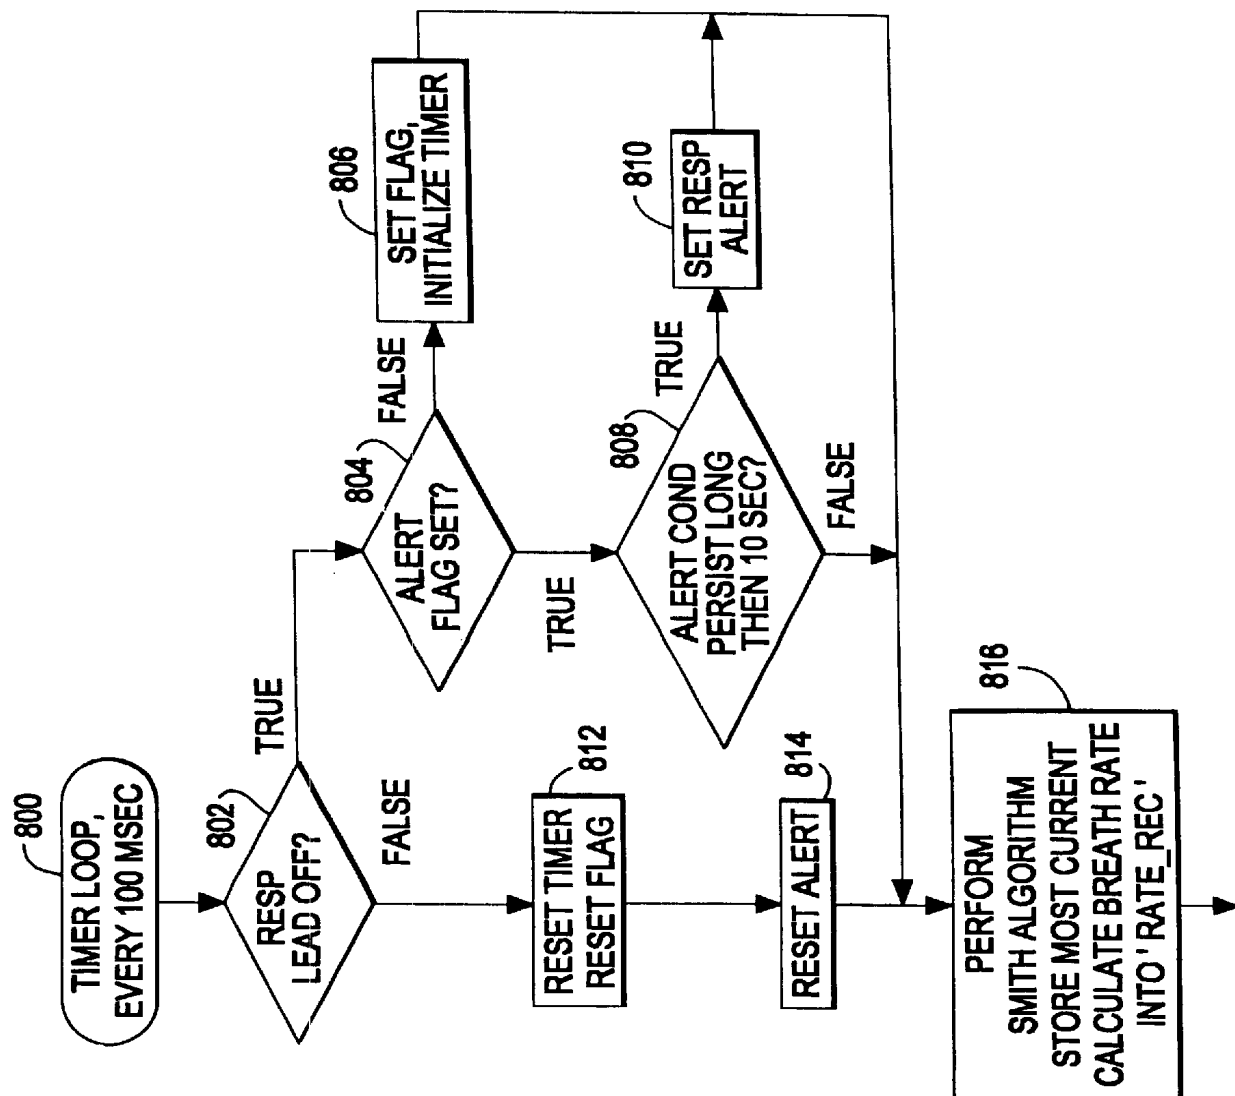 800
TIMER LOOP,
EVERY 100 MSEC
802
RESP
LEAD OFF?
TRUE
FALSE
804
ALERT
FLAG SET?
FALSE
TRUE
806
SET FLAG,
INITIALIZE TIMER
808
ALERT COND
PERSIST LONG
THEN 10 SEC?
TRUE
FALSE
810
SET RESP
ALERT
812
RESET TIMER
RESET FLAG
814
RESET ALERT
816
PERFORM
SMITH ALGORITHM
STORE MOST CURRENT
CALCULATE BREATH RATE
INTO ' RATE_REC '